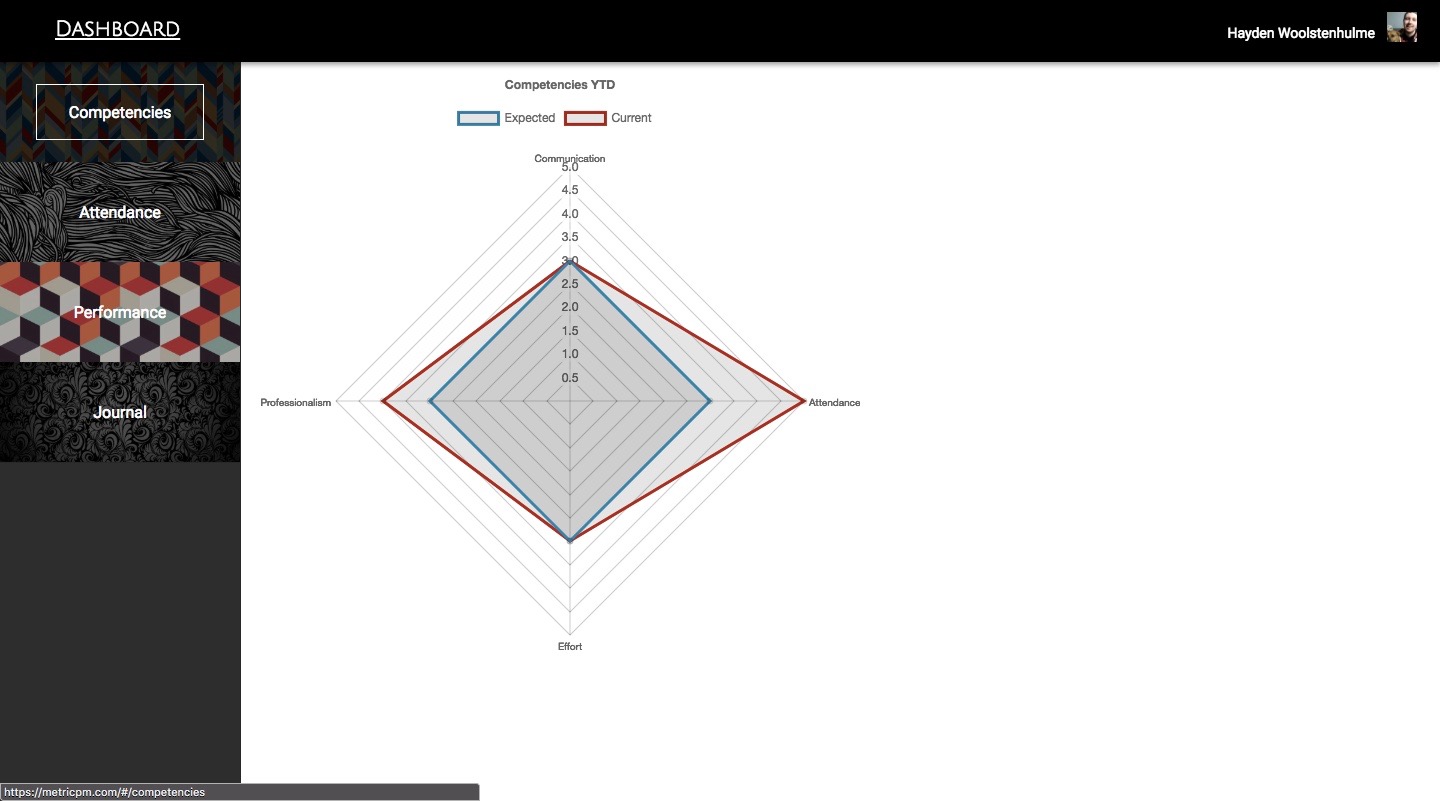 Dashboard
Hayden Woolstenhulme
Competencies
Attendance
Performance
Journal
Competencies YTD
Expected
Current
Communication
5.0
4.5
4.0
3.5
3.0
2.5
2.0
1.5
1.0
0.5
Professionalism
Attendance
Effort
https://metricpm.com/#/competencies